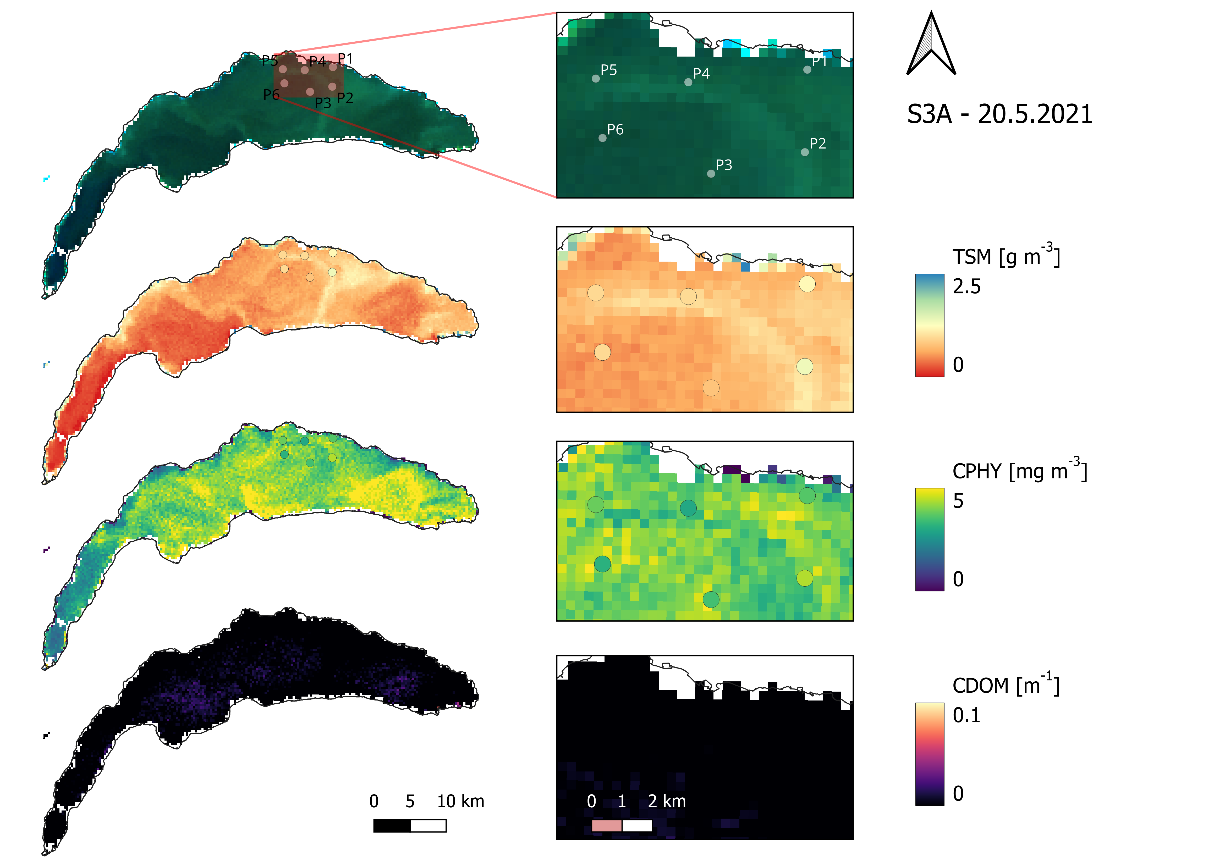 P5
P4
P1
P6
P3
P2
P5
P4
P1
P6
P2
P3
S3A - 20.5.2021
TSM [g m-3]
2.5
0
CPHY [mg m-3]
5
0
CDOM [m-1]
0.1
0
0 5 10 km
0 1 2 km